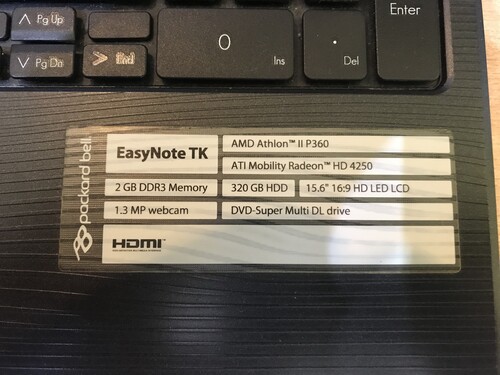 Pg Up
Enter
0
Ins
.
Del
Pg Dn
packard bell
EasyNote TK
AMD Athlon™ II P360
ATI Mobility Radeon™ HD 4250
2 GB DDR3 Memory
320 GB HDD
15.6" 16:9 HD LED LCD
1.3 MP webcam
DVD-Super Multi DL drive
HDMI™